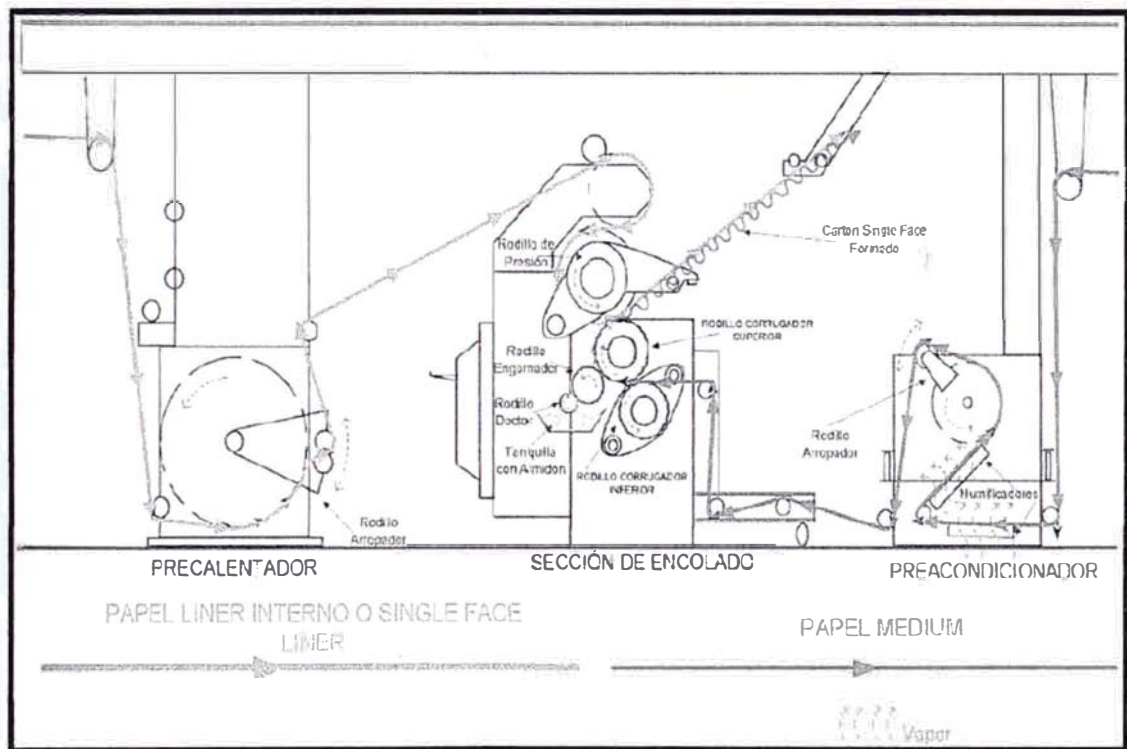 Carton Single Face
Formado
Rodillo de
Presión
RODILLO CORRUGADOR
SUPERIOR
Rodillo
Engomador
Rodillo
Doctor
Tanquilla
con Almidon
RODILLO CORRUGADOR
INFERIOR
Rodillo
Arropador
Humificadores
Rodillo
Arropador
PRECALENTADOR
SECCIÓN DE ENCOLADO
PREACONDICIONADOR
PAPEL LINER INTERNO O SINGLE FACE
LINER
PAPEL MEDIUM
Vapor